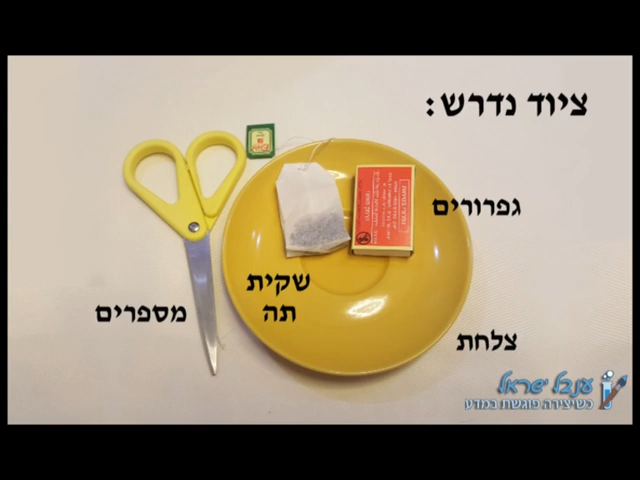 ציוד נדרש:
גפרורים
שקית
תה
מספרים
צלחת
ענבל ישראל
כשיצירה פוגשת במדע